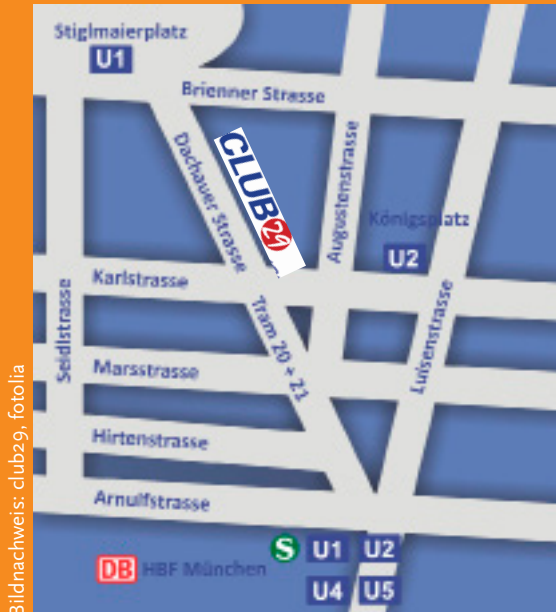 Stiglmaierplatz
U1
Brienner Strasse
Dachauer Strasse
CLUB29
Augustenstrasse
Königsplatz
U2
Karlstrasse
Seidlstrasse
Tram 20 + 21
Luisenstrasse
Marsstrasse
Hirtenstrasse
Arnulfstrasse
S U1 U2
DB HBF München
U4 U5
Bildnachweis: club29, fotolia